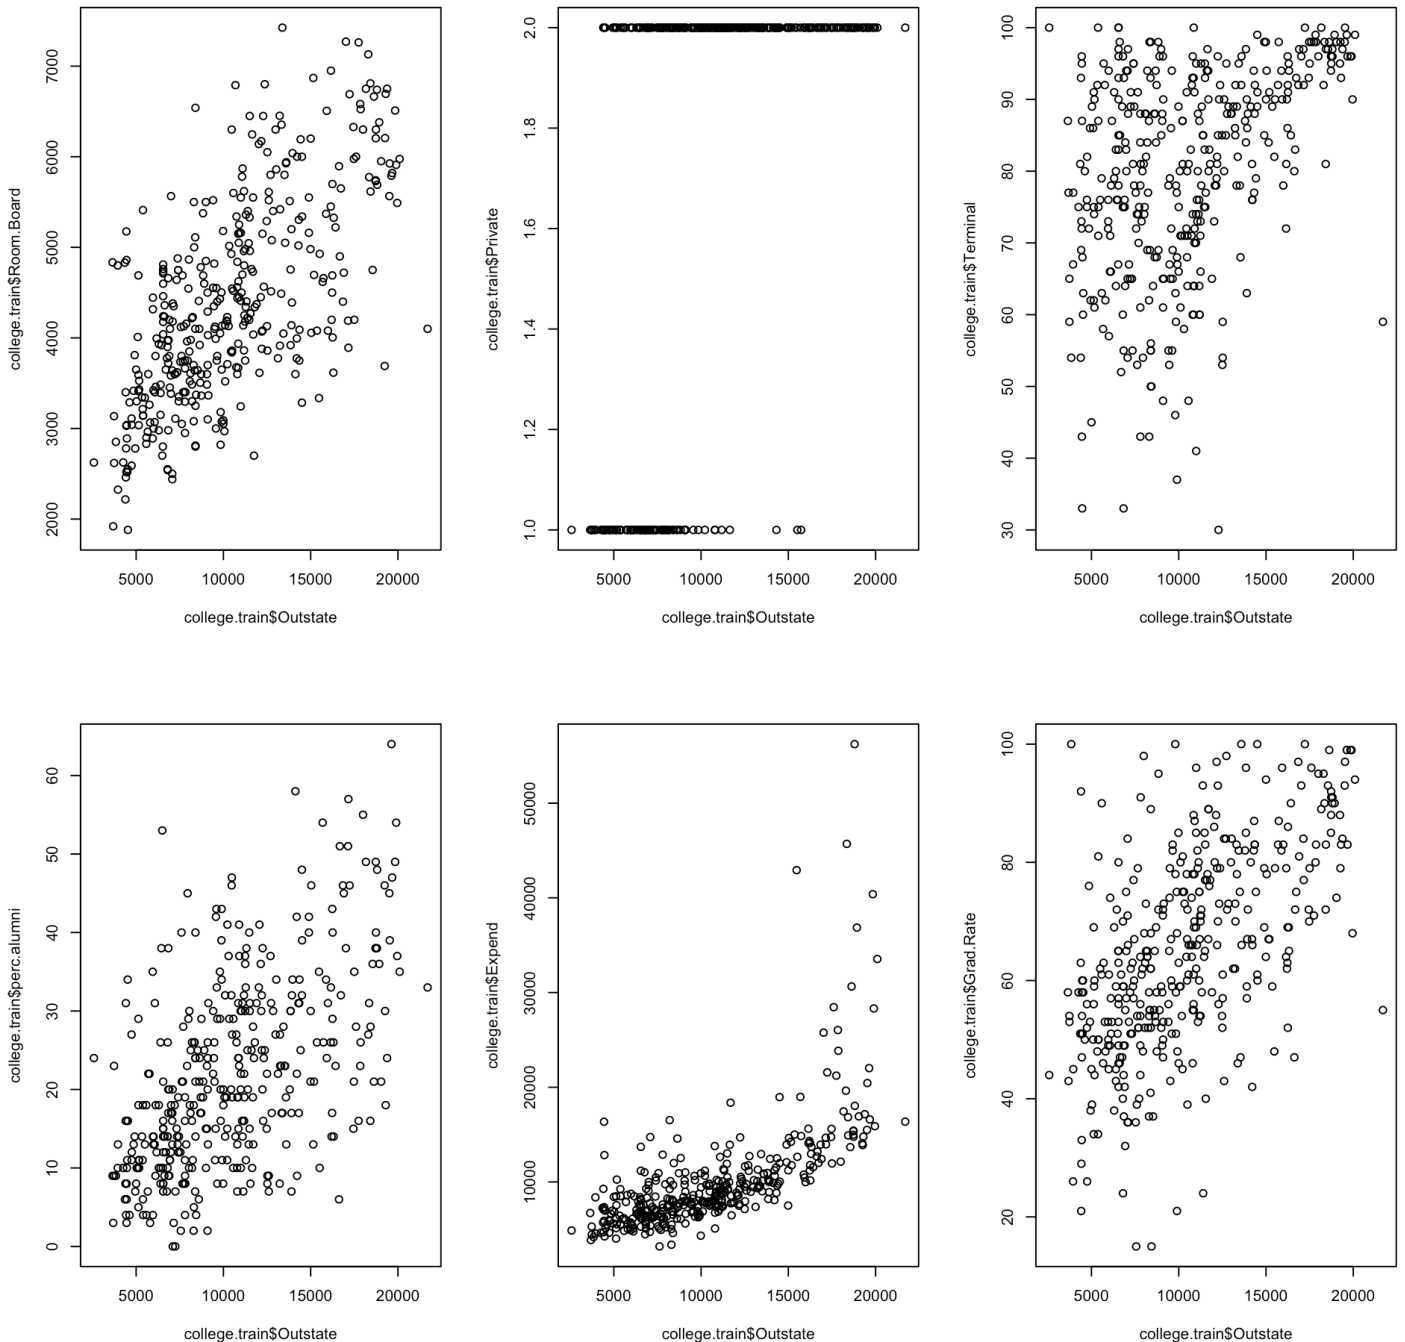 college.train$Room.Board
7000
6000
5000
4000
3000
2000
5000 10000 15000 20000
college.train$Outstate
college.train$Private
2.0
1.8
1.6
1.4
1.2
1.0
5000 10000 15000 20000
college.train$Outstate
college.train$Terminal
100
90
80
70
60
50
40
30
5000 10000 15000 20000
college.train$Outstate
college.train$perc.alumni
60
50
40
30
20
10
0
5000 10000 15000 20000
college.train$Outstate
college.train$Expend
50000
40000
30000
20000
10000
5000 10000 15000 20000
college.train$Outstate
college.train$Grad.Rate
100
80
60
40
20
5000 10000 15000 20000
college.train$Outstate